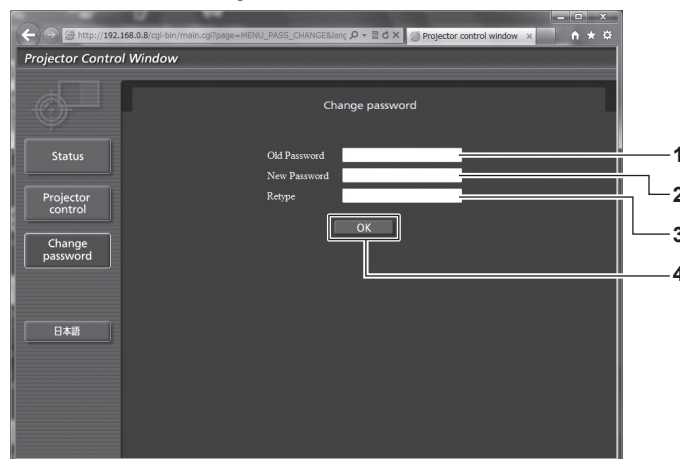 http://192.168.0.8/cgi-bin/main.cgi?page=MENU_PASS_CHANGE&lang
Projector control window
Projector Control Window
Change password
Status
Old Password
1
New Password
2
Projector
control
Retype
3
OK
Change
password
4
日本語